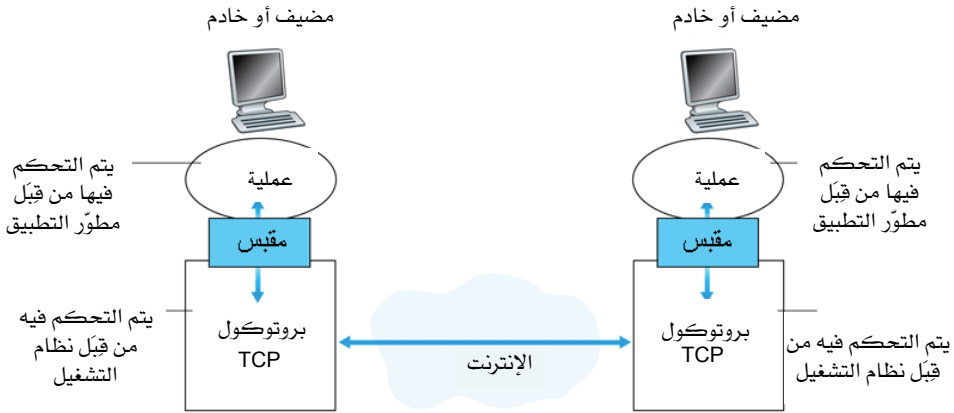 مضيف أو خادم
مضيف أو خادم
يتم التحكم
فيها من قِبَل
مطوّر التطبيق
عملية
عملية
يتم التحكم
فيها من قِبَل
مطوّر التطبيق
مقبس
مقبس
يتم التحكم فيه من
قِبَل نظام التشغيل
بروتوكول
TCP
الإنترنت
بروتوكول
TCP
يتم التحكم فيه
من قِبَل نظام
التشغيل